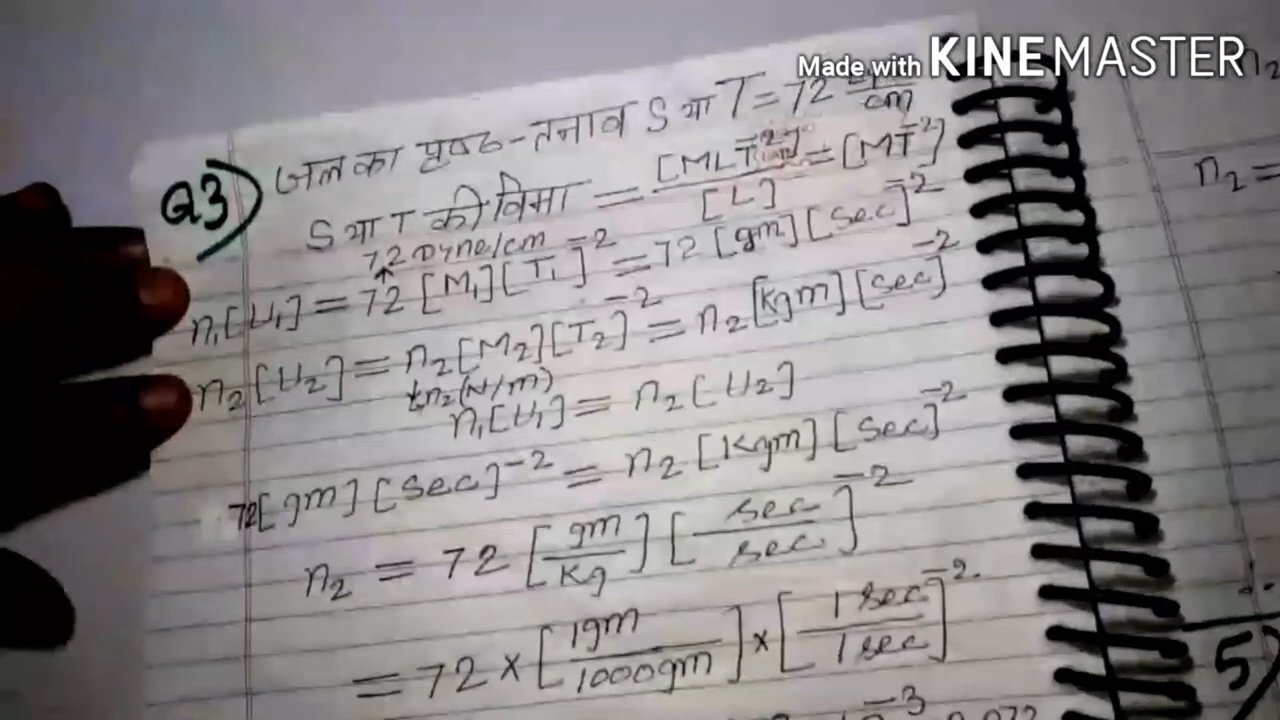 Made with KINEMASTER
Q3) जल का पृष्ठ-तनाव S या T = 72 /cm
S या T की विमा = [MLT⁻²]/[L] = [MT⁻²]
72 Dyne/cm
n₁[U₁] = 72 [M₁][T₁]⁻² = 72 [gm][Sec]⁻²
n₂[U₂] = n₂[M₂][T₂]⁻² = n₂[kgm][sec]⁻²
n₂(N/m)
n₁[U₁] = n₂[U₂]
72[gm][sec]⁻² = n₂[Kgm][Sec]⁻²
n₂ = 72 [gm/Kg] [sec/sec]⁻²
= 72 × [1gm/1000gm] × [1sec/1sec]⁻²
n₂ =
5)